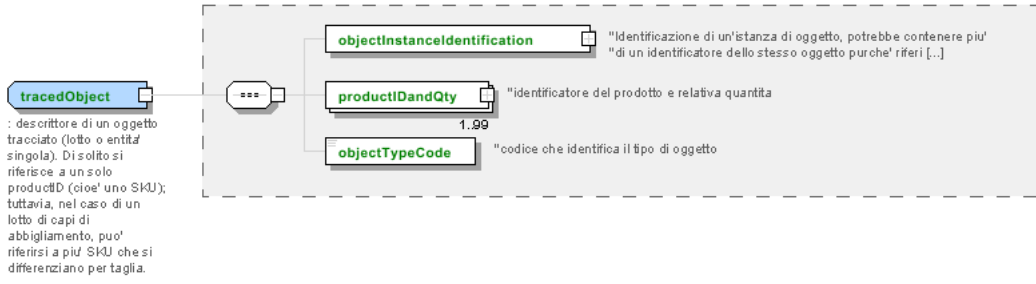 objectInstanceIdentification
"Identificazione di un'istanza di oggetto, potrebbe contenere piu'
"di un identificatore dello stesso oggetto purche' riferi [...]
tracedObject
productIDandQty
"identificatore del prodotto e relativa quantita
1..99
: descrittore di un oggetto
tracciato (lotto o entita'
singola). Di solito si
riferisce a un solo
productID (cioe' uno SKU);
tuttavia, nel caso di un
lotto di capi di
abbigliamento, puo'
riferirsi a piu' SKU che si
differenziano per taglia.
objectTypeCode
"codice che identifica il tipo di oggetto